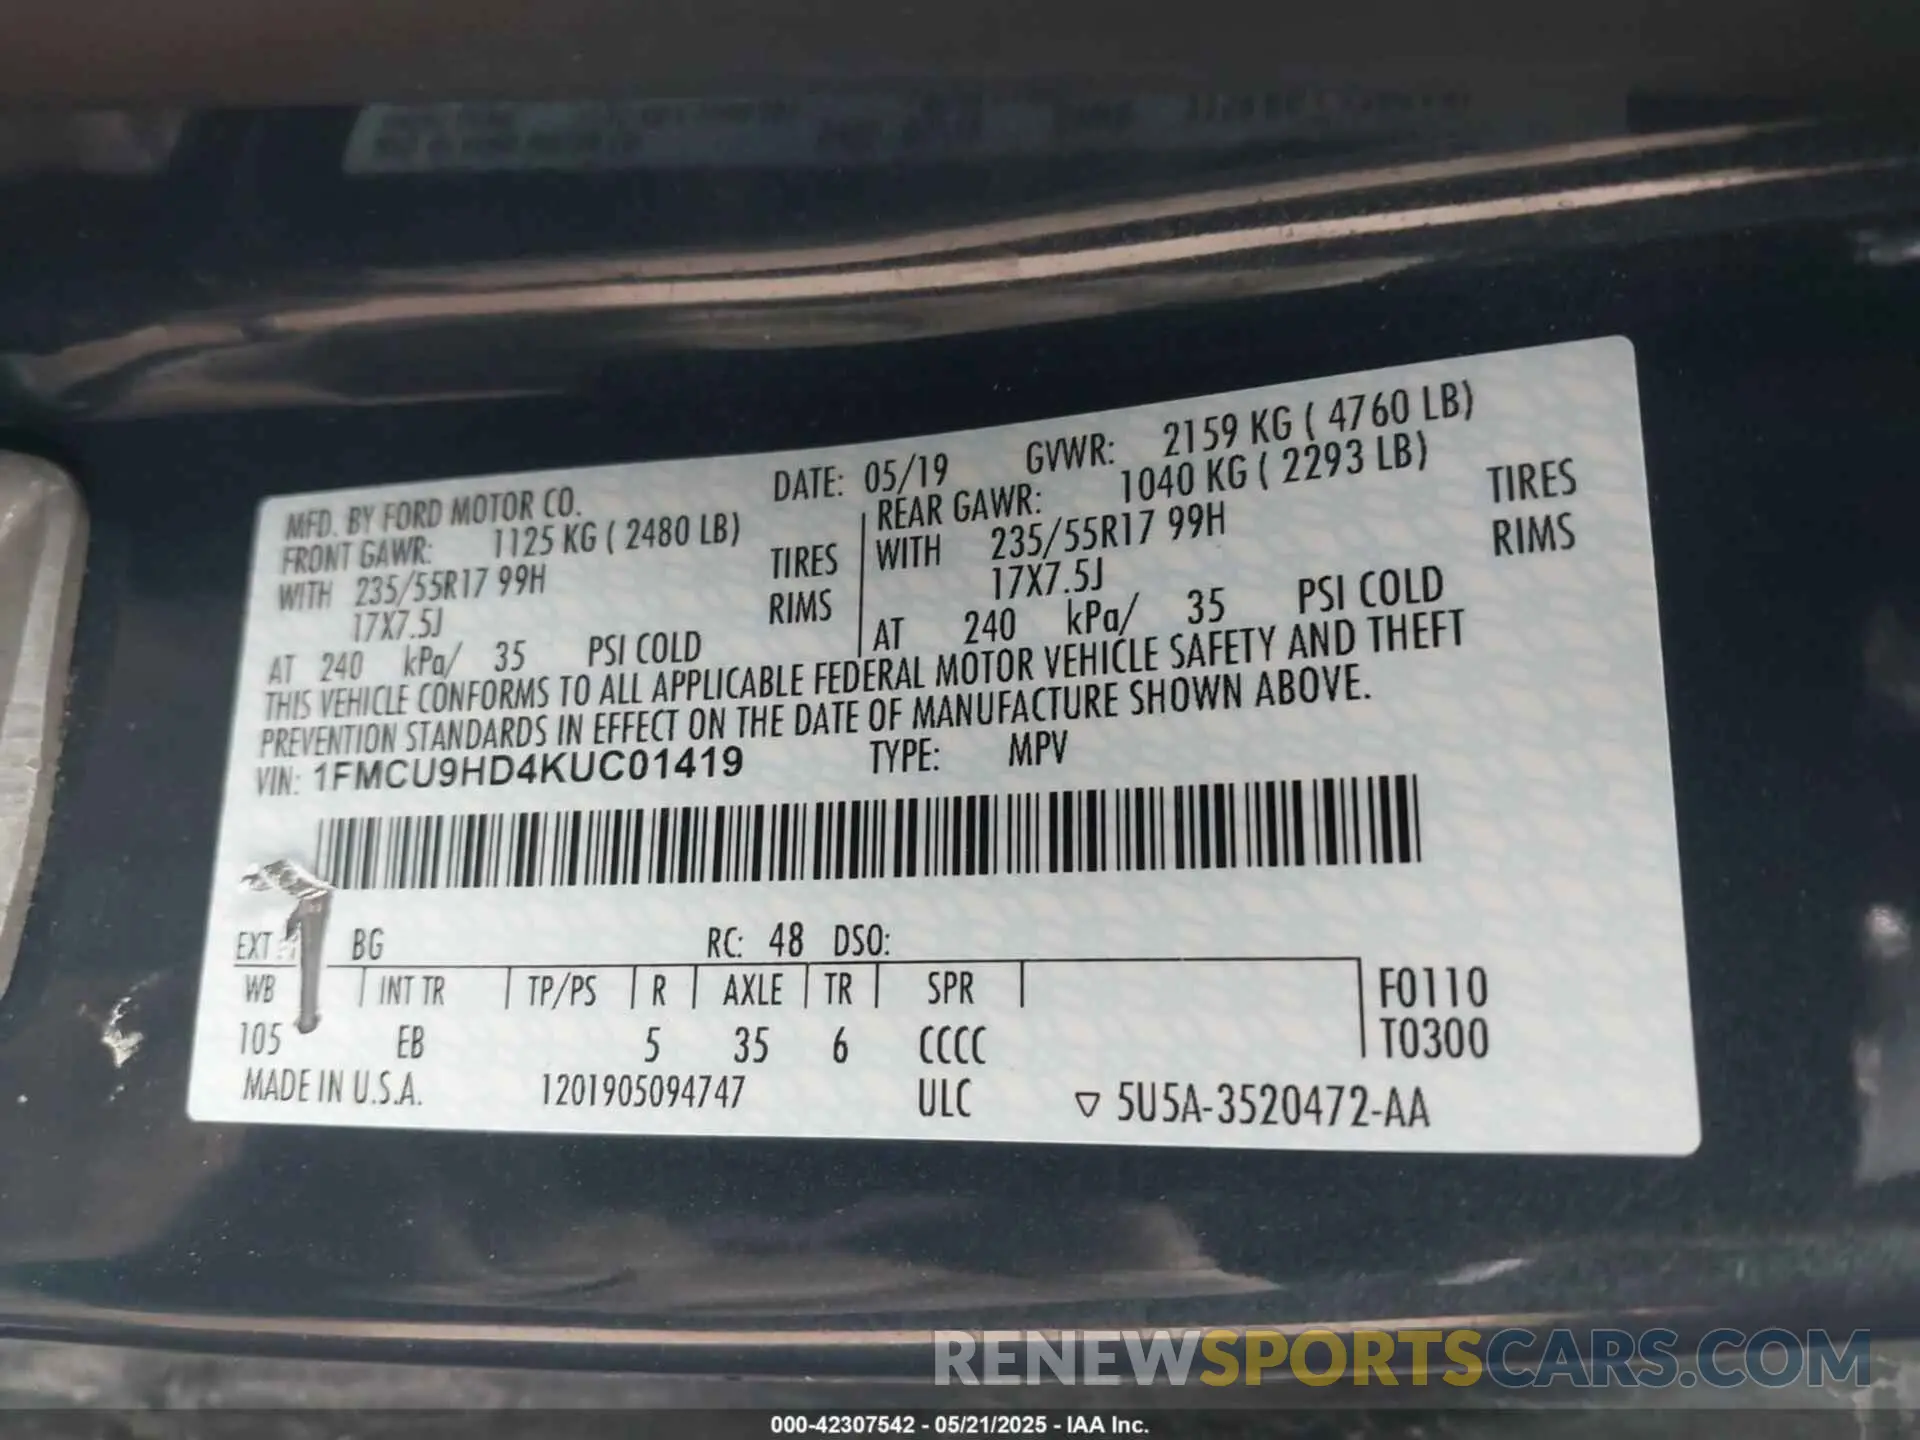 MFD. BY FORD MOTOR CO. DATE: 05/19 GVWR: 2159 KG ( 4760 LB)
FRONT GAWR: 1125 KG ( 2480 LB) REAR GAWR: 1040 KG ( 2293 LB)
WITH 235/55R17 99H TIRES WITH 235/55R17 99H TIRES
17X7.5J RIMS 17X7.5J RIMS
AT 240 kPa/ 35 PSI COLD AT 240 kPa/ 35 PSI COLD
THIS VEHICLE CONFORMS TO ALL APPLICABLE FEDERAL MOTOR VEHICLE SAFETY AND THEFT
PREVENTION STANDARDS IN EFFECT ON THE DATE OF MANUFACTURE SHOWN ABOVE.
VIN: 1FMCU9HD4KUC01419 TYPE: MPV
EXT BG RC: 48 DSO:
WB INT TR TP/PS R AXLE TR SPR F0110
105 EB 5 35 6 CCCC T0300
MADE IN U.S.A. 1201905094747 ULC ▽ 5U5A-3520472-AA
RENEWSPORTSCARS.COM
000-42307542 - 05/21/2025 - IAA Inc.